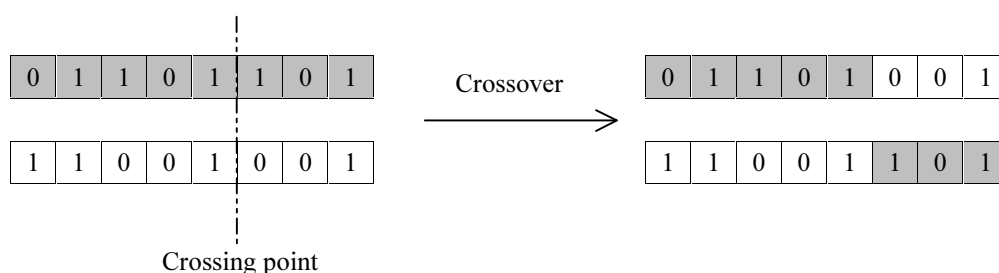 0 1 1 0 1 1 0 1
Crossover
0 1 1 0 1 0 0 1
1 1 0 0 1 0 0 1
1 1 0 0 1 1 0 1
Crossing point